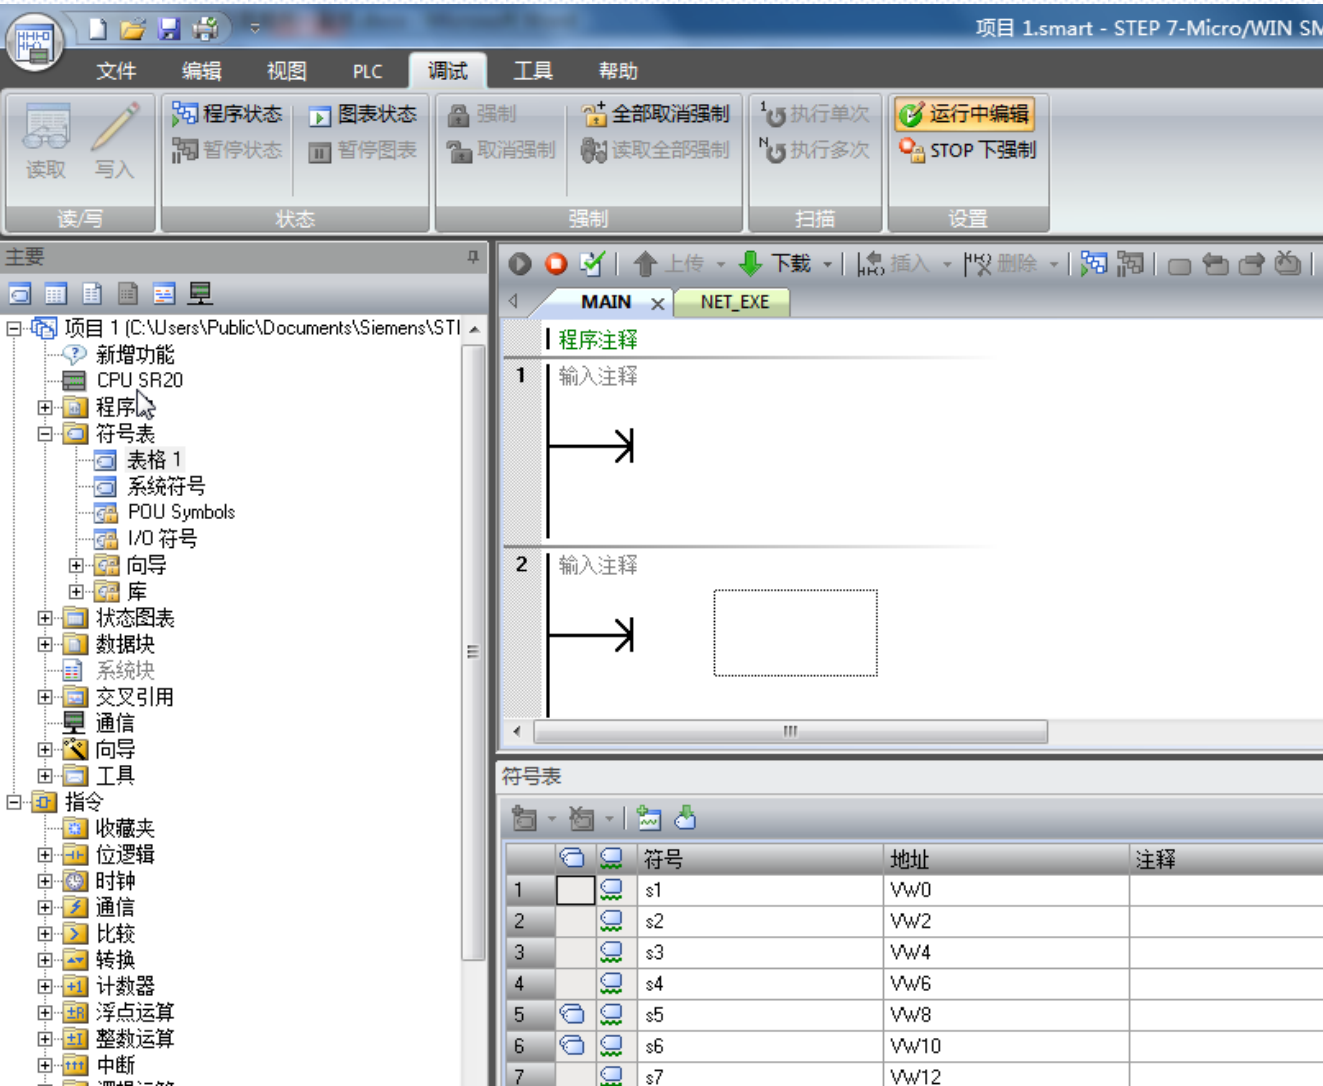 项目 1.smart - STEP 7-Micro/WIN SM
文件 编辑 视图 PLC 调试 工具 帮助
程序状态 图表状态 强制 全部取消强制 1 执行单次 运行中编辑
暂停状态 暂停图表 取消强制 读取全部强制 N 执行多次 STOP 下强制
读取 写入
读/写 状态 强制 扫描 设置
主要
上传 下载 插入 删除
MAIN NET_EXE
项目 1 (C:\Users\Public\Documents\Siemens\STI
新增功能
CPU SR20
程序
符号表
表格 1
系统符号
POU Symbols
I/O 符号
向导
库
状态图表
数据块
系统块
交叉引用
通信
向导
工具
指令
收藏夹
位逻辑
时钟
通信
比较
转换
计数器
浮点运算
整数运算
中断
逻辑运算
程序注释
1 输入注释
2 输入注释
符号表
符号 地址 注释
1 s1 VW0
2 s2 VW2
3 s3 VW4
4 s4 VW6
5 s5 VW8
6 s6 VW10
7 s7 VW12